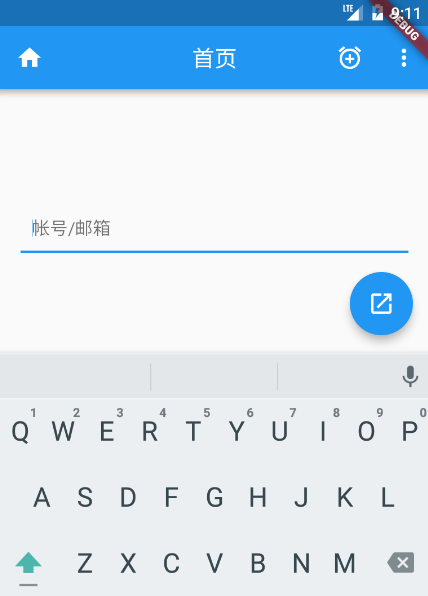 LTE 9:11
DEBUG
首页
帐号/邮箱
1 2 3 4 5 6 7 8 9 0
Q W E R T Y U I O P
A S D F G H J K L
Z X C V B N M